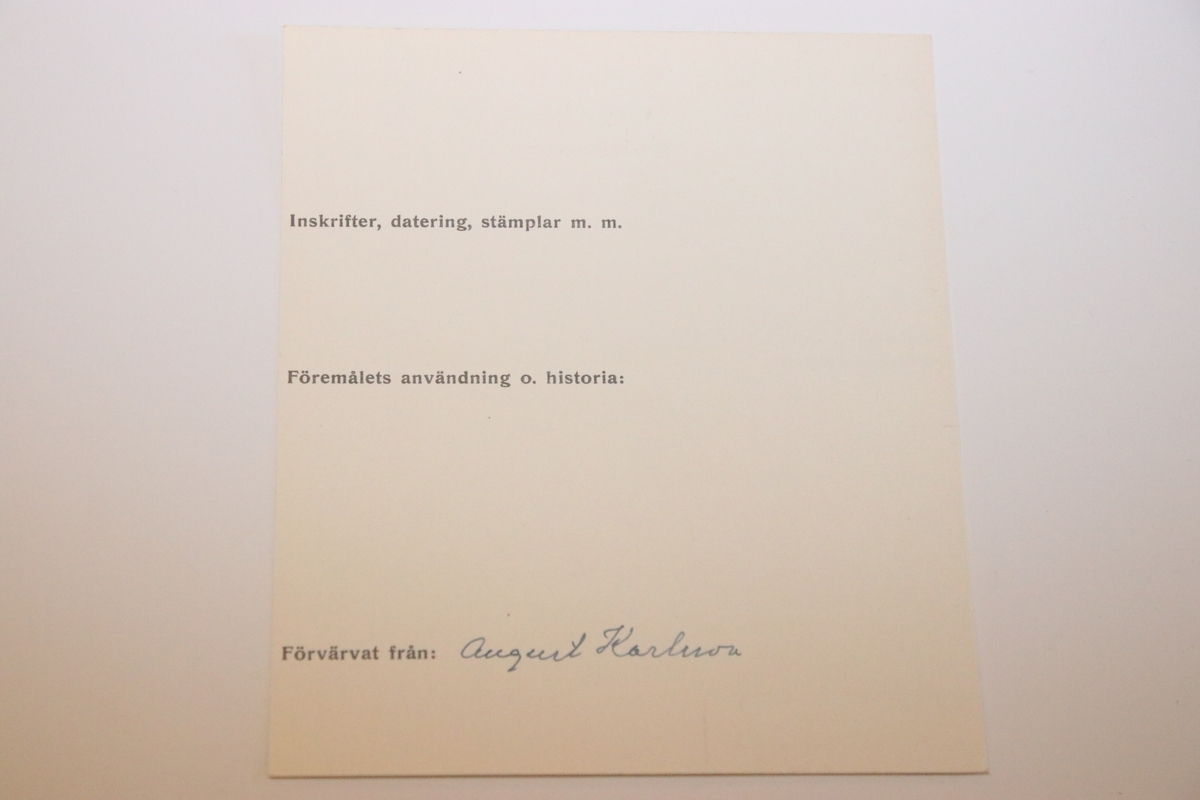 Inskrifter, datering, stämplar m. m.
Föremålets användning o. historia:
Förvärvat från: August Karlsson